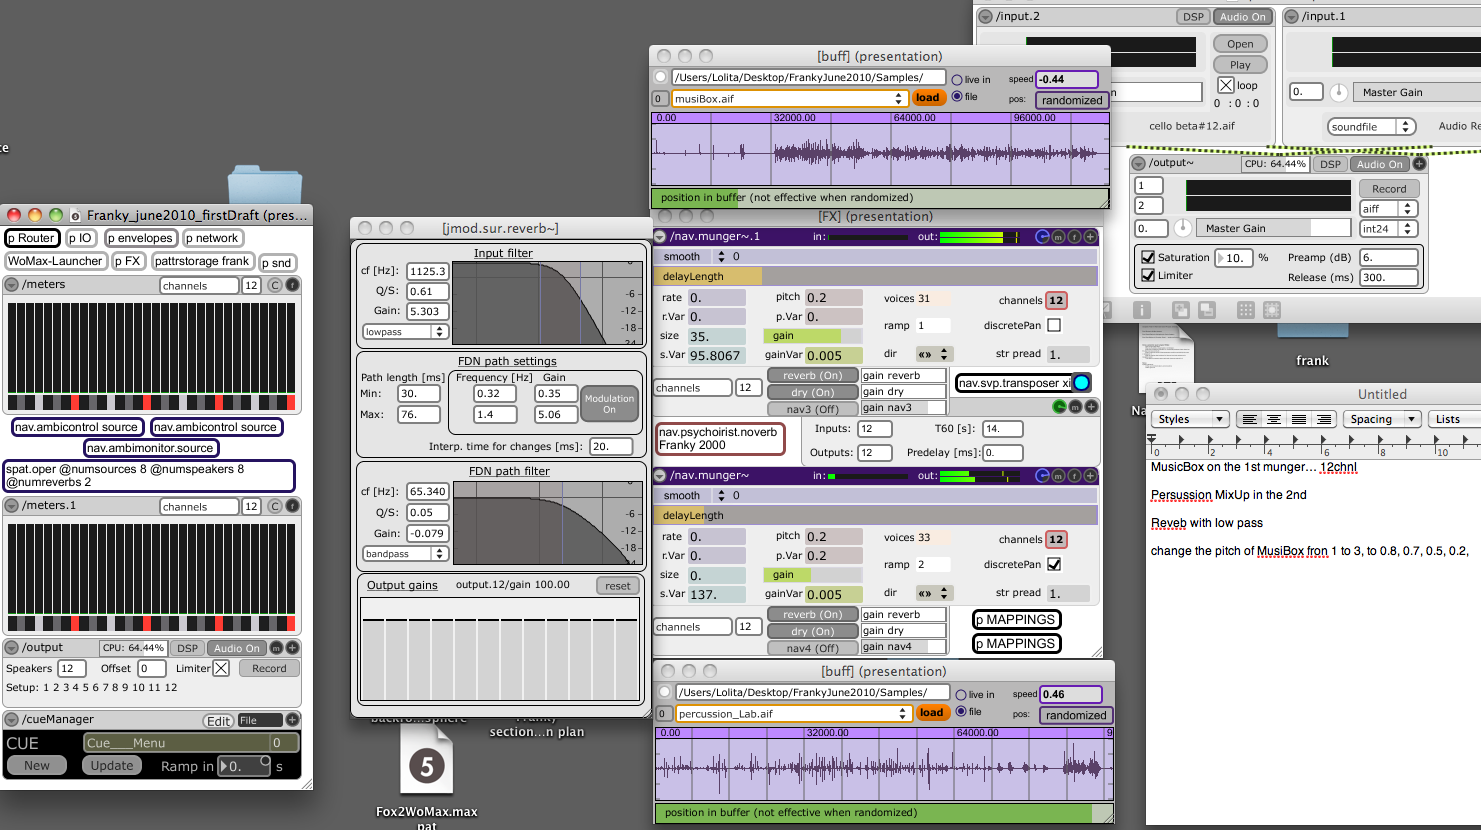 Franky_june2010_firstDraft (pres...
p Router
p IO
p envelopes
p network
WoMax-Launcher
p FX
pattrstorage frank
p snd
/meters
channels
12
C
r
nav.ambicontrol source
nav.ambicontrol source
nav.ambimonitor.source
spat.oper @numsources 8 @numspeakers 8
@numreverbs 2
/meters.1
channels
12
C
r
/output
CPU: 64.44%
DSP
Audio On
m
+
Speakers
12
Offset
0
Limiter
Record
Setup: 1 2 3 4 5 6 7 8 9 10 11 12
/cueManager
Edit
File
+
CUE
Cue___Menu
0
New
Update
Ramp in
0.
s
[jmod.sur.reverb~]
Input filter
cf [Hz]:
1125.3
Q/S:
0.61
Gain:
5.303
lowpass
-6
-12
-18
-24
FDN path settings
Path length [ms]
Min:
30.
Max:
76.
Frequency [Hz]
Gain
0.32
0.35
1.4
5.06
Modulation
On
Interp. time for changes [ms]:
20.
FDN path filter
cf [Hz]:
65.340
Q/S:
0.05
Gain:
-0.079
bandpass
-6
-12
-18
Output gains
output.12/gain 100.00
reset
section...n plan
5
Fox2WoMax.max
pat
[buff] (presentation)
/Users/Lolita/Desktop/FrankyJune2010/Samples/
live in
speed
-0.44
0
musiBox.aif
load
file
pos:
randomized
0.00
32000.00
64000.00
96000.00
position in buffer (not effective when randomized)
[FX] (presentation)
/nav.munger~.1
in:
out:
m
f
+
smooth
0
delayLength
rate
0.
pitch
0.2
voices
31
channels
12
r.Var
0.
p.Var
0.
ramp
1
discretePan
size
35.
gain
s.Var
95.8067
gainVar
0.005
dir
«»
str pread
1.
channels
12
reverb (On)
gain reverb
dry (On)
gain dry
nav3 (Off)
gain nav3
nav.svp.transposer xi
m
+
nav.psychoirist.noverb
Franky 2000
Inputs:
12
T60 [s]:
14.
Outputs:
12
Predelay [ms]:
0.
/nav.munger~
in:
out:
m
f
+
smooth
0
delayLength
rate
0.
pitch
0.2
voices
33
channels
12
r.Var
0.
p.Var
0.2
ramp
2
discretePan
size
0.
gain
s.Var
137.
gainVar
0.005
dir
«»
str pread
1.
channels
12
reverb (On)
gain reverb
dry (On)
gain dry
nav4 (Off)
gain nav4
p MAPPINGS
p MAPPINGS
[buff] (presentation)
/Users/Lolita/Desktop/FrankyJune2010/Samples/
live in
speed
0.46
0
percussion_Lab.aif
load
file
pos:
randomized
0.00
32000.00
64000.00
9
position in buffer (not effective when randomized)
/input.2
DSP
Audio On
Open
Play
loop
0 : 0 : 0
cello beta#12.aif
/input.1
0.
Master Gain
soundfile
Audio Re
/output~
CPU: 64.44%
DSP
Audio On
+
1
2
Record
aiff
int24
0.
Master Gain
Saturation
10.
%
Preamp (dB)
6.
Limiter
Release (ms)
300.
frank
Untitled
Styles
Spacing
Lists
0
2
4
6
8
10
MusicBox on the 1st munger... 12chnl
Persussion MixUp in the 2nd
Reveb with low pass
change the pitch of MusiBox fron 1 to 3, to 0.8, 0.7, 0.5, 0.2,